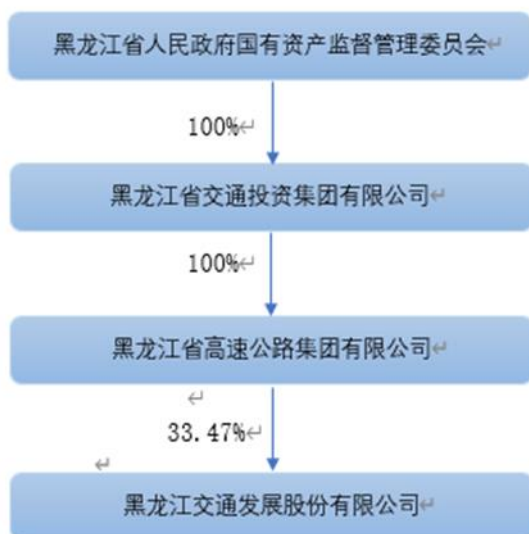 黑龙江省人民政府国有资产监督管理委员会↵
100%↵
黑龙江省交通投资集团有限公司↵
100%↵
黑龙江省高速公路集团有限公司↵
↵
33.47%↵
↵
黑龙江交通发展股份有限公司↵